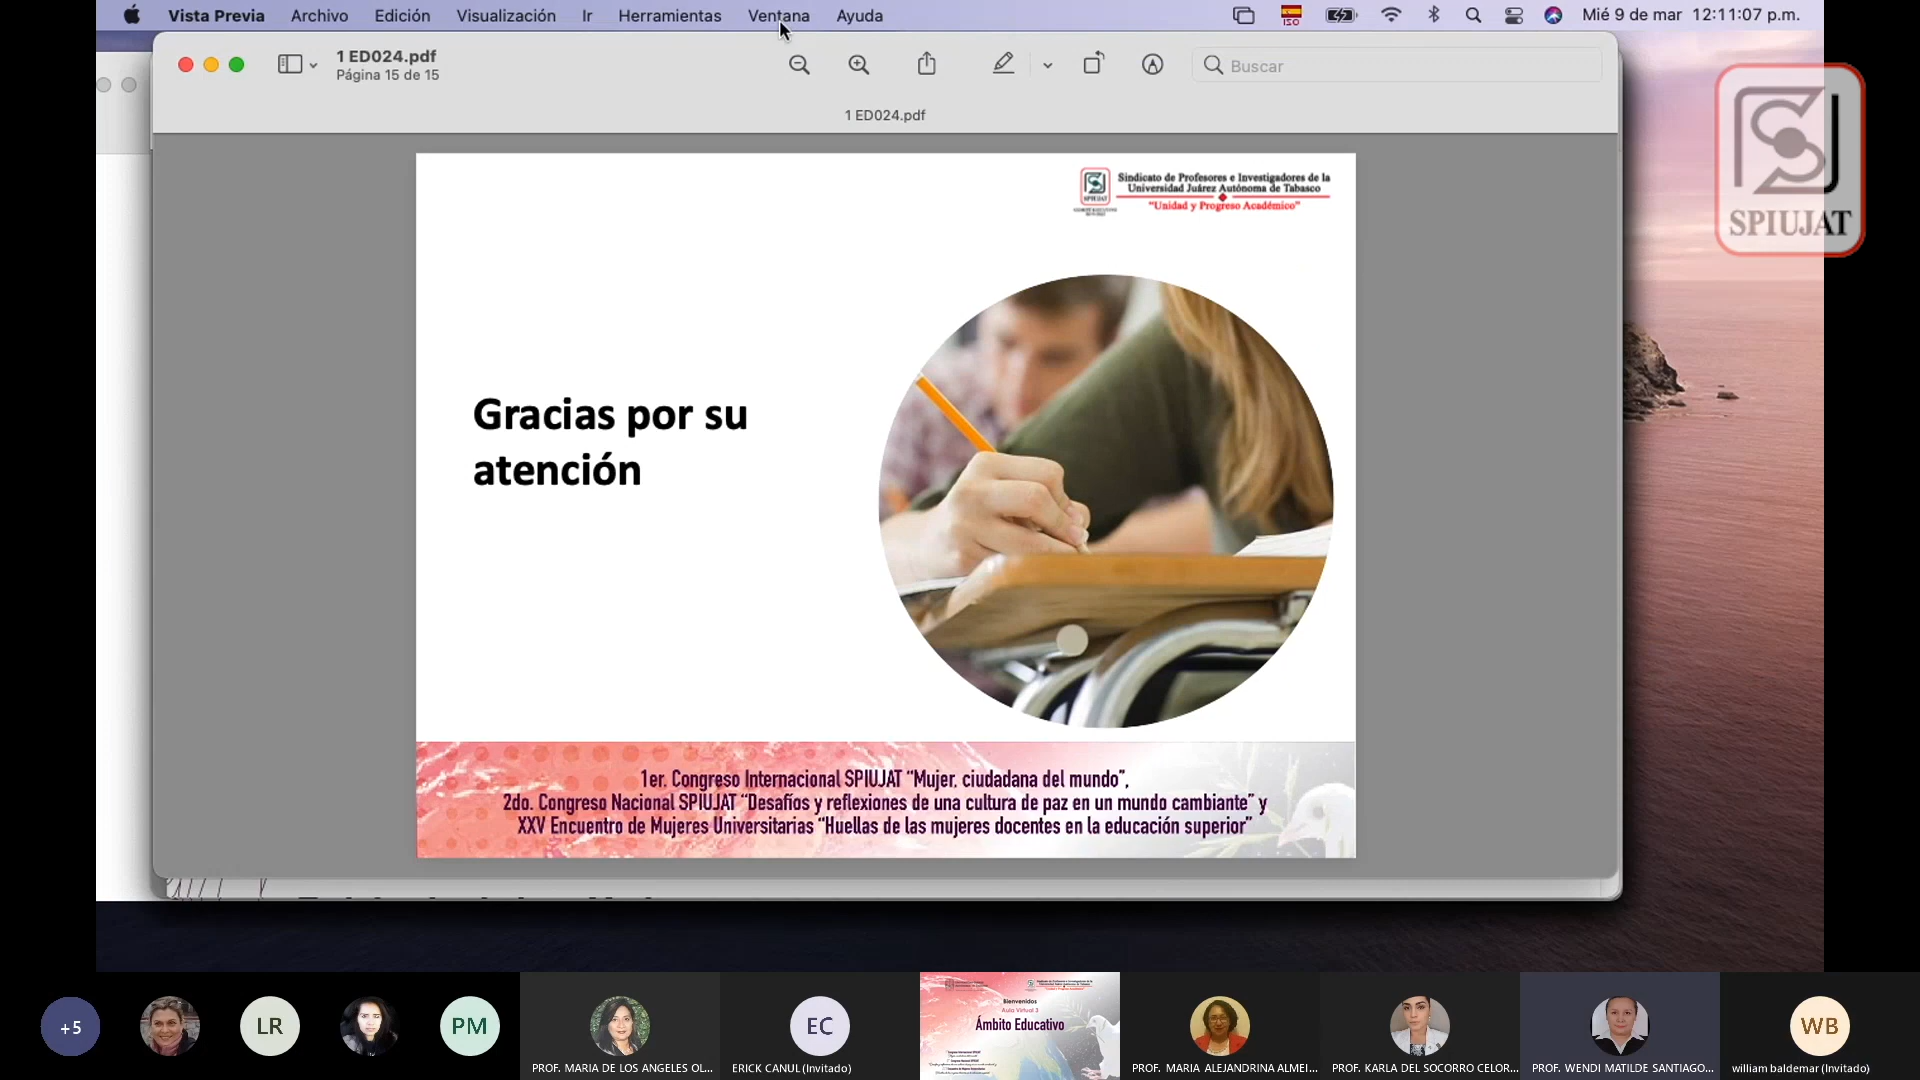 Vista Previa Archivo Edición Visualización Ir Herramientas Ventana Ayuda
ISO
Mié 9 de mar 12:11:07 p.m.
1 ED024.pdf
Página 15 de 15
Buscar
1 ED024.pdf
SPIUJAT
SPIUJAT
Sindicato de Profesores e Investigadores de la
Universidad Juárez Autónoma de Tabasco
"Unidad y Progreso Académico"
Gracias por su
atención
1er. Congreso Internacional SPIUJAT "Mujer, ciudadana del mundo",
2do. Congreso Nacional SPIUJAT "Desafíos y reflexiones de una cultura de paz en un mundo cambiante" y
XXV Encuentro de Mujeres Universitarias "Huellas de las mujeres docentes en la educación superior"
+5
LR
PM
PROF. MARIA DE LOS ANGELES OL...
EC
ERICK CANUL (Invitado)
Bienvenidos
Aula Virtual 3
Ámbito Educativo
PROF. MARIA ALEJANDRINA ALMEI...
PROF. KARLA DEL SOCORRO CELOR...
PROF. WENDI MATILDE SANTIAGO...
WB
william baldemar (Invitado)